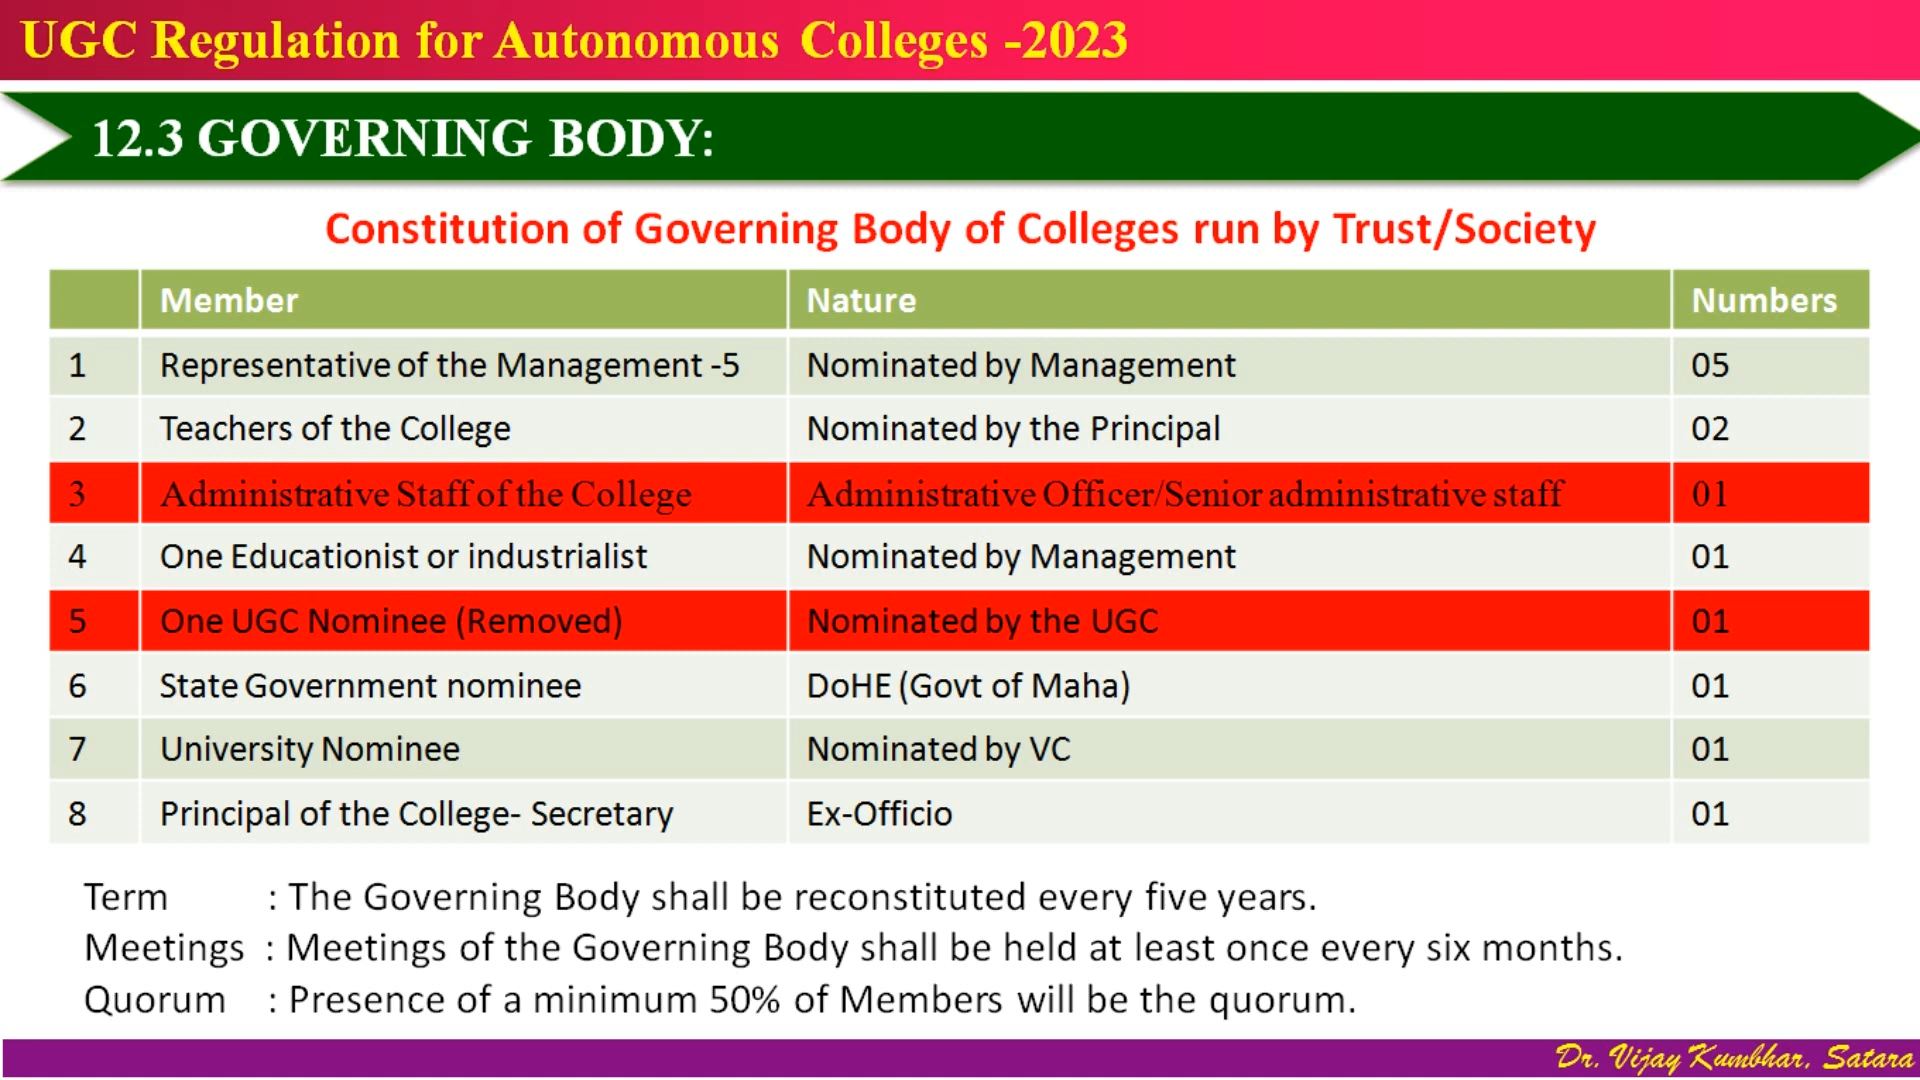 UGC Regulation for Autonomous Colleges -2023
12.3 GOVERNING BODY:
Constitution of Governing Body of Colleges run by Trust/Society
Member Nature Numbers
1 Representative of the Management -5 Nominated by Management 05
2 Teachers of the College Nominated by the Principal 02
3 Administrative Staff of the College Administrative Officer/Senior administrative staff 01
4 One Educationist or industrialist Nominated by Management 01
5 One UGC Nominee (Removed) Nominated by the UGC 01
6 State Government nominee DoHE (Govt of Maha) 01
7 University Nominee Nominated by VC 01
8 Principal of the College- Secretary Ex-Officio 01
Term : The Governing Body shall be reconstituted every five years.
Meetings : Meetings of the Governing Body shall be held at least once every six months.
Quorum : Presence of a minimum 50% of Members will be the quorum.
Dr. Vijay Kumbhar, Satara